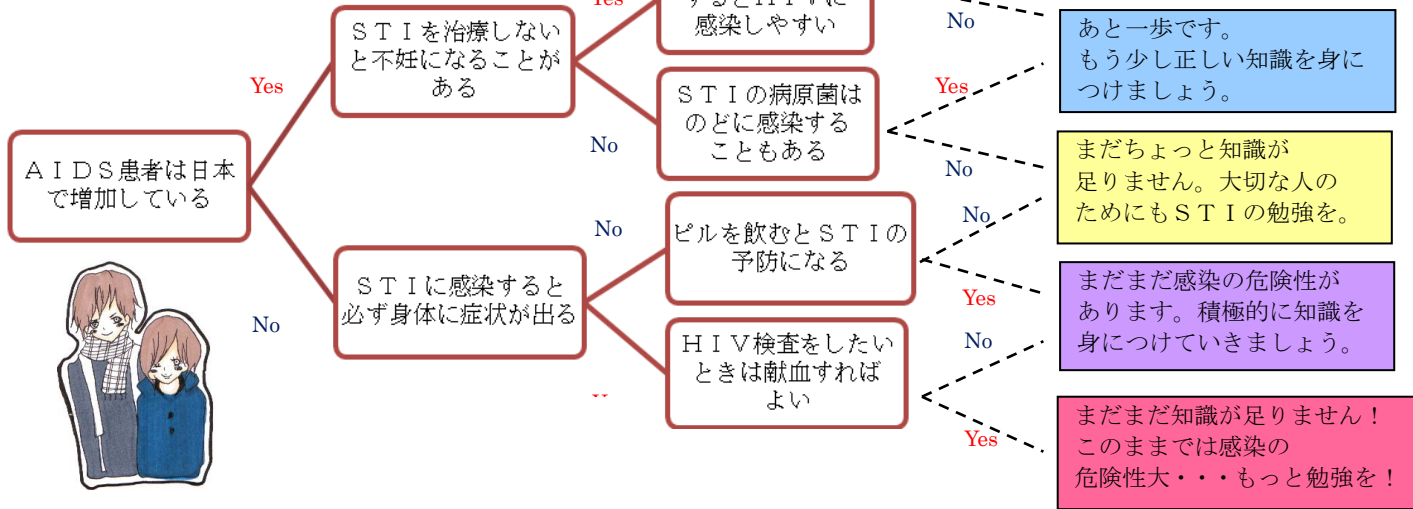 ＡＩＤＳ患者は日本
で増加している
Yes
No
ＳＴＩを治療しない
と不妊になることが
ある
ＳＴＩに感染すると
必ず身体に症状が出る
No
No
感染しやすい
ＳＴＩの病原菌は
のどに感染する
こともある
ピルを飲むとＳＴＩの
予防になる
ＨＩＶ検査をしたい
ときは献血すれば
よい
No
Yes
No
No
Yes
No
Yes
あと一歩です。
もう少し正しい知識を身に
つけましょう。
まだちょっと知識が
足りません。大切な人の
ためにもＳＴＩの勉強を。
まだまだ感染の危険性が
あります。積極的に知識を
身につけていきましょう。
まだまだ知識が足りません！
このままでは感染の
危険性大・・・もっと勉強を！